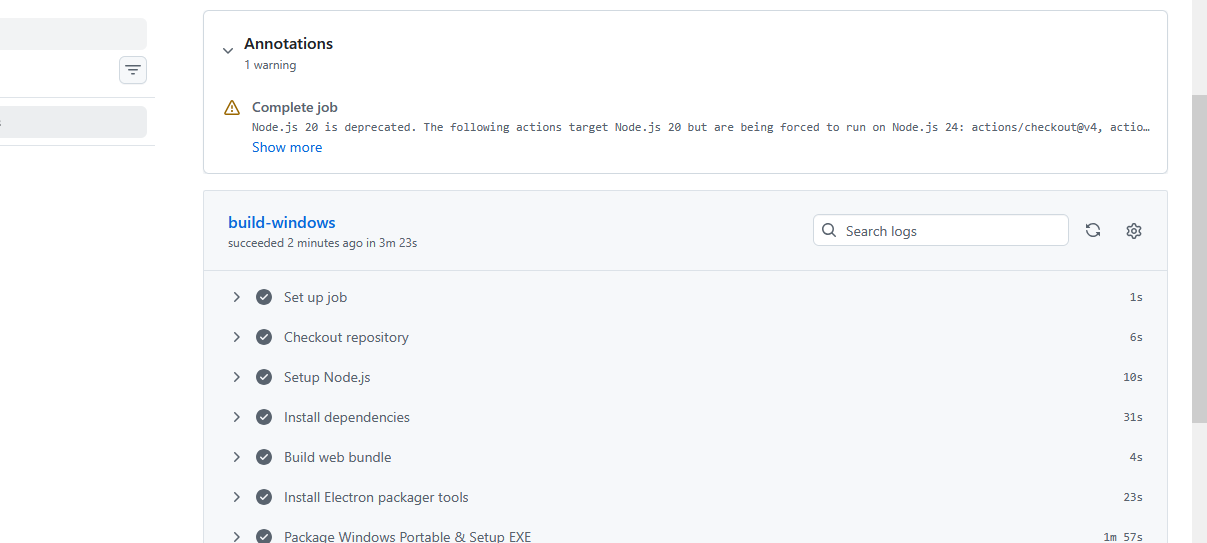 Annotations
1 warning
Complete job
Node.js 20 is deprecated. The following actions target Node.js 20 but are being forced to run on Node.js 24: actions/checkout@v4, actio…
Show more
build-windows
succeeded 2 minutes ago in 3m 23s
Search logs
Set up job 1s
Checkout repository 6s
Setup Node.js 10s
Install dependencies 31s
Build web bundle 4s
Install Electron packager tools 23s
Package Windows Portable & Setup EXE 1m 57s